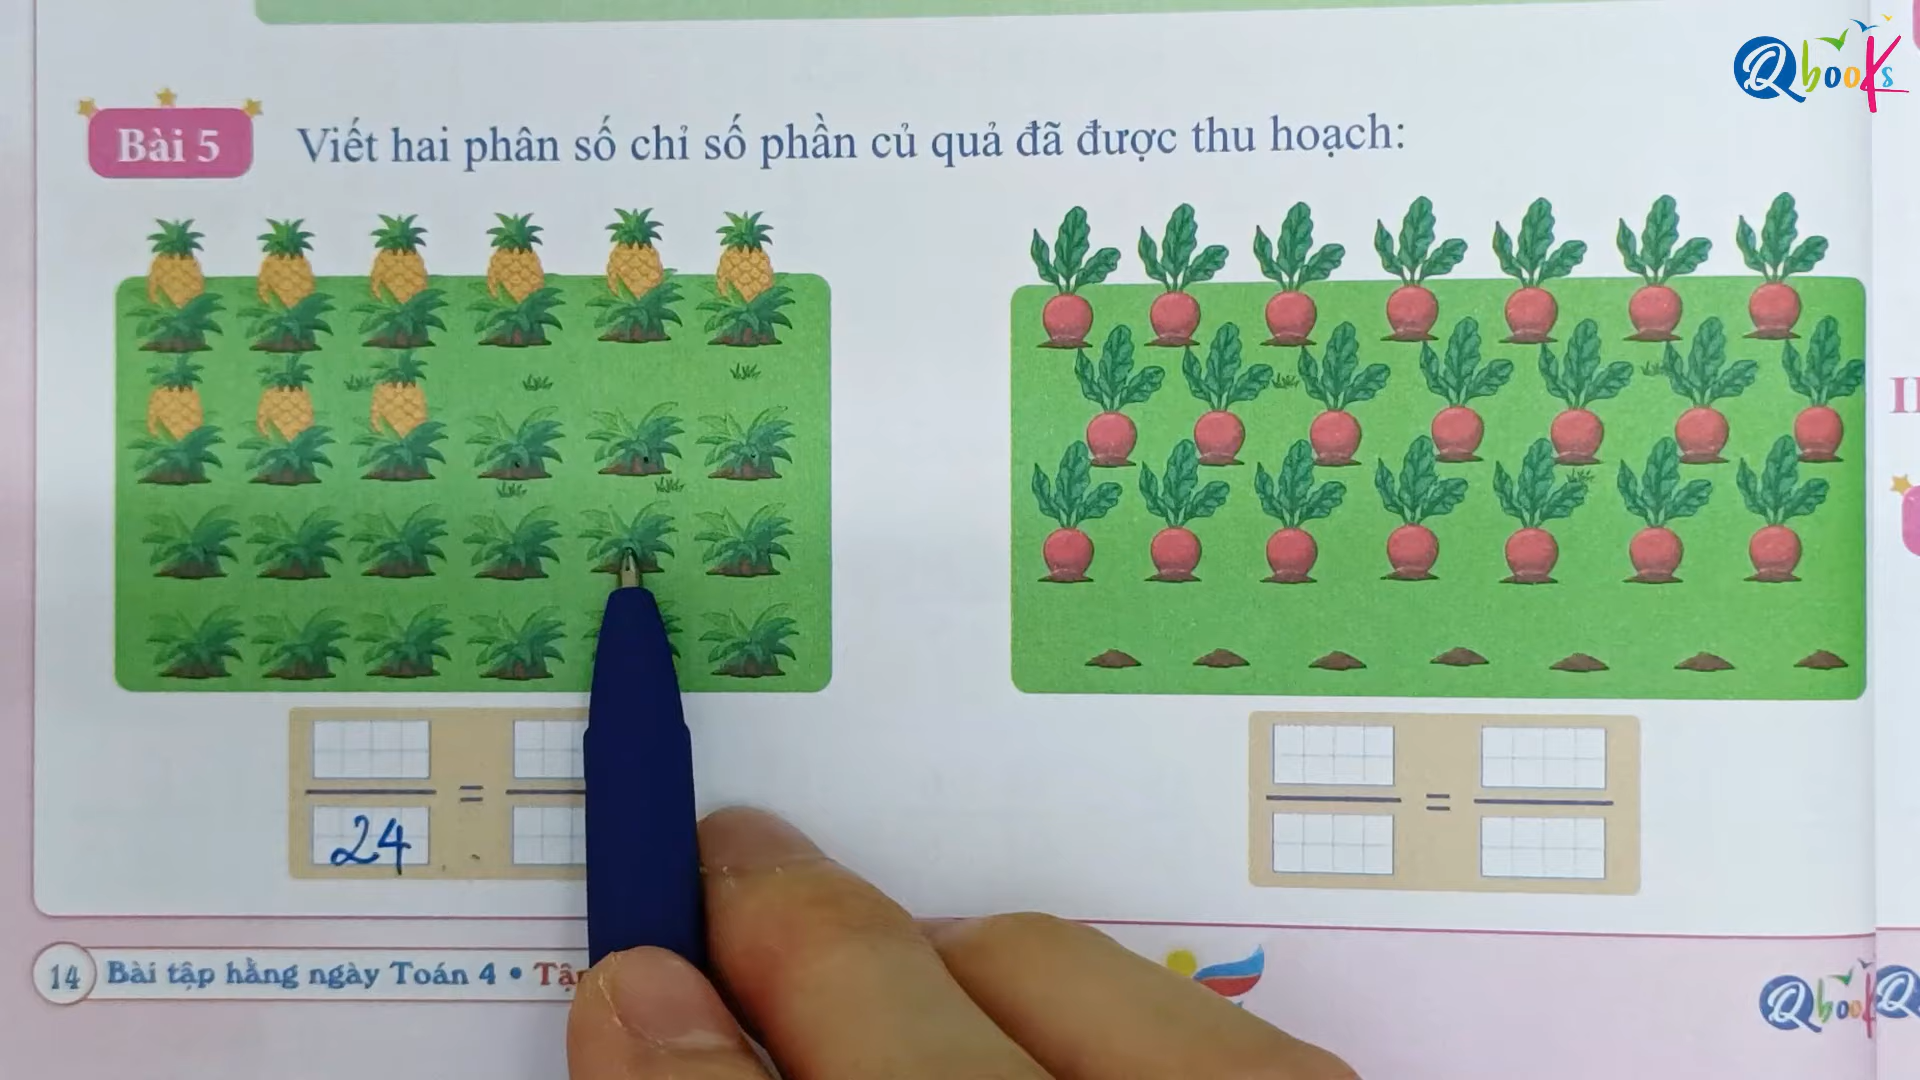 Qbooks
Bài 5 Viết hai phân số chỉ số phần củ quả đã được thu hoạch:
=
24
=
14 Bài tập hằng ngày Toán 4 •